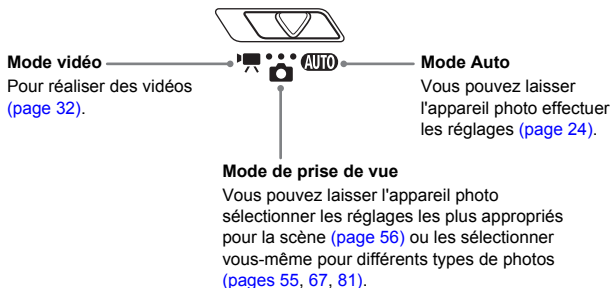 AUTO
Mode vidéo
Pour réaliser des vidéos
(page 32).
Mode Auto
Vous pouvez laisser
l'appareil photo effectuer
les réglages (page 24).
Mode de prise de vue
Vous pouvez laisser l'appareil photo
sélectionner les réglages les plus appropriés
pour la scène (page 56) ou les sélectionner
vous-même pour différents types de photos
(pages 55, 67, 81).